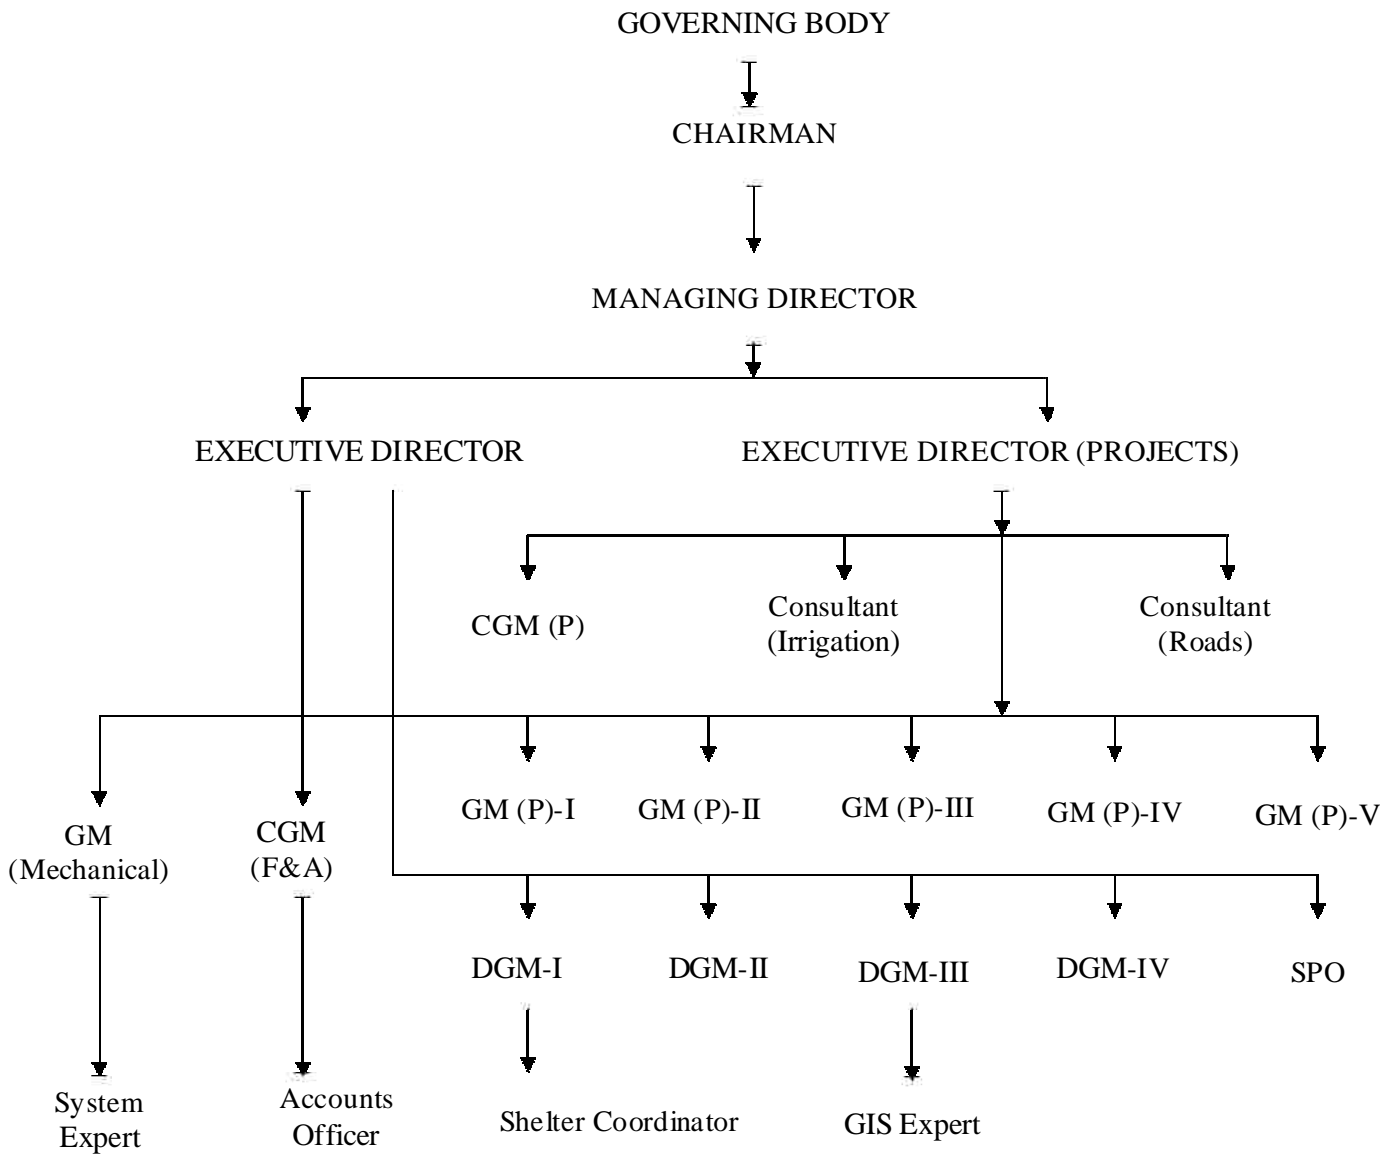 GOVERNING BODY
CHAIRMAN
MANAGING DIRECTOR
EXECUTIVE DIRECTOR
EXECUTIVE DIRECTOR (PROJECTS)
CGM (P)
Consultant
(Irrigation)
Consultant
(Roads)
GM
(Mechanical)
CGM
(F&A)
GM (P)-I
GM (P)-II
GM (P)-III
GM (P)-IV
GM (P)-V
DGM-I
DGM-II
DGM-III
DGM-IV
SPO
System
Expert
Accounts
Officer
Shelter Coordinator
GIS Expert